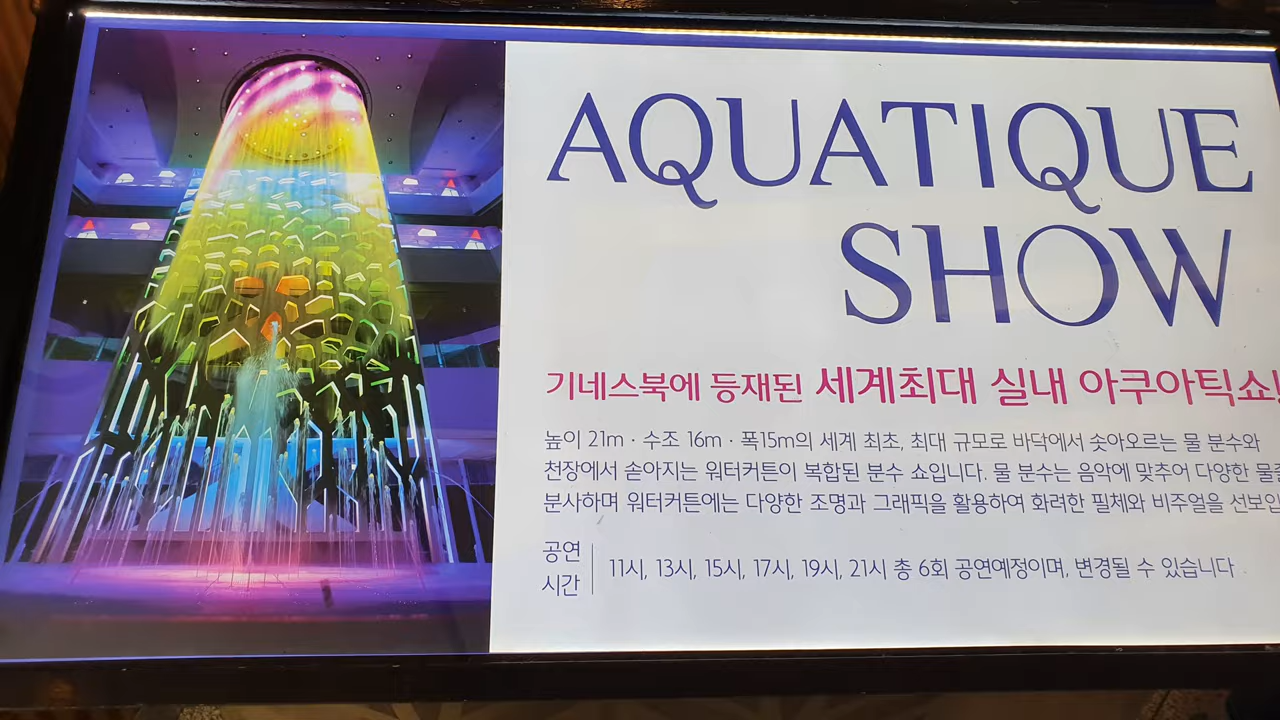 AQUATIQUE
SHOW
기네스북에 등재된 세계최대 실내 아쿠아틱쇼!
높이 21m · 수조 16m · 폭15m의 세계 최초, 최대 규모로 바닥에서 솟아오르는 물 분수와
천장에서 쏟아지는 워터커튼이 복합된 분수 쇼입니다. 물 분수는 음악에 맞추어 다양한
분사하며 워터커튼에는 다양한 조명과 그래픽을 활용하여 화려한 필체와 비주얼을
공연
시간
11시, 13시, 15시, 17시, 19시, 21시 총 6회 공연예정이며, 변경될 수 있습니다.